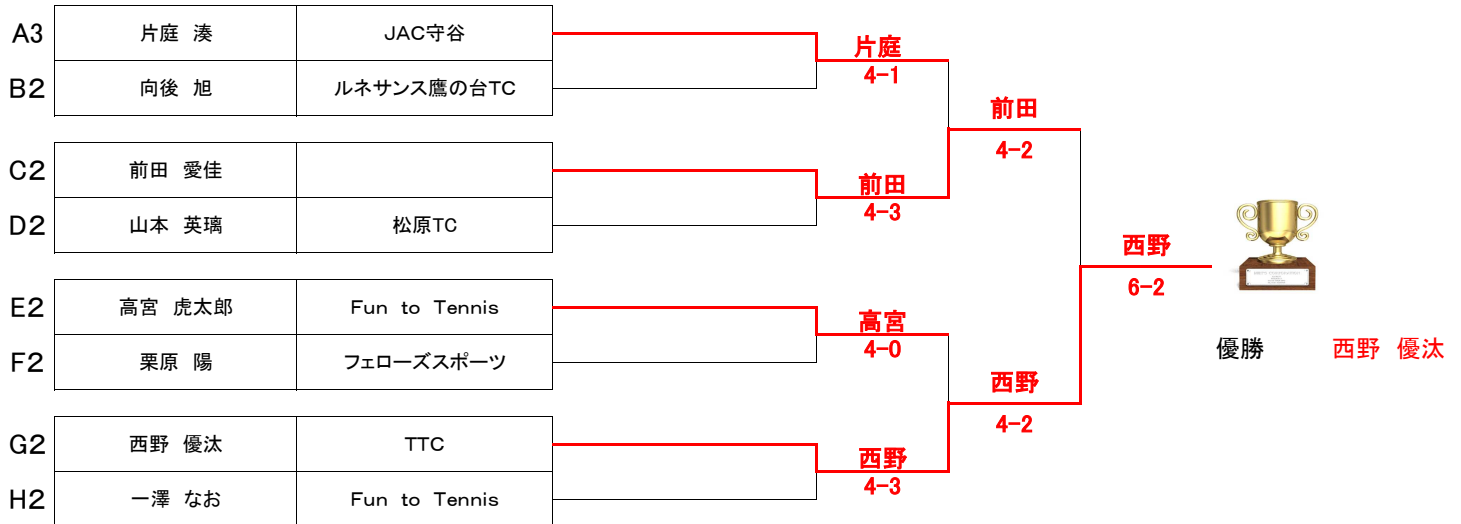 A3 片庭 湊 JAC守谷
B2 向後 旭 ルネサンス鷹の台TC
C2 前田 愛佳
D2 山本 英璃 松原TC
E2 高宮 虎太郎 Fun to Tennis
F2 栗原 陽 フェローズスポーツ
G2 西野 優汰 TTC
H2 一澤 なお Fun to Tennis
片庭
4-1
前田
4-3
高宮
4-0
西野
4-3
前田
4-2
西野
4-2
西野
6-2
優勝 西野 優汰